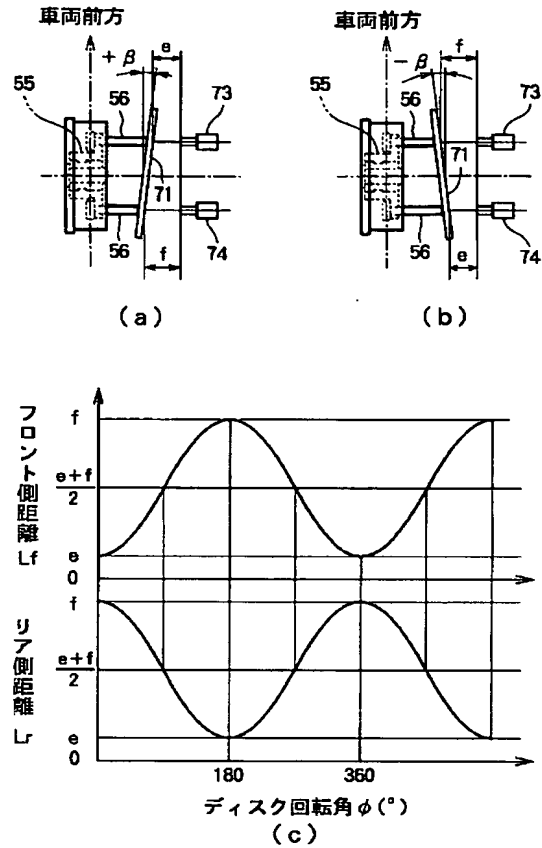 車両前方
+β
e
55
56
73
71
56
74
f
(a)
車両前方
-β
f
55
56
73
71
56
74
e
(b)
フロント側距離 Lf
f
e+f
2
e
0
リア側距離 Lr
f
e+f
2
e
0
180 360
ディスク回転角φ(°)
(c)